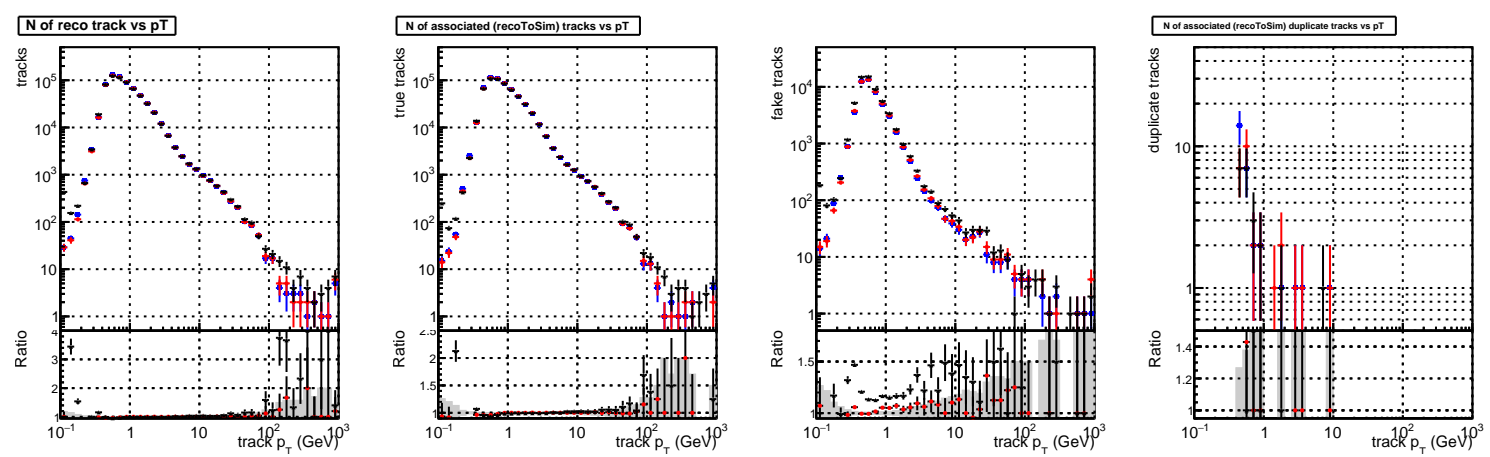 N of reco track vs pT
tracks
10^5
10^4
10^3
10^2
10
1
Ratio
4
3
2
1
10^-1 1 10 10^2 10^3
track p_T (GeV)
N of associated (recoToSim) tracks vs pT
true tracks
10^5
10^4
10^3
10^2
10
1
Ratio
2.5
2
1.5
1
10^-1 1 10 10^2 10^3
track p_T (GeV)
fake tracks
10^4
10^3
10^2
10
1
Ratio
1.5
1
10^-1 1 10 10^2 10^3
track p_T (GeV)
N of associated (recoToSim) duplicate tracks vs pT
duplicate tracks
10
1
Ratio
1.4
1.2
1
10^-1 1 10 10^2 10^3
track p_T (GeV)